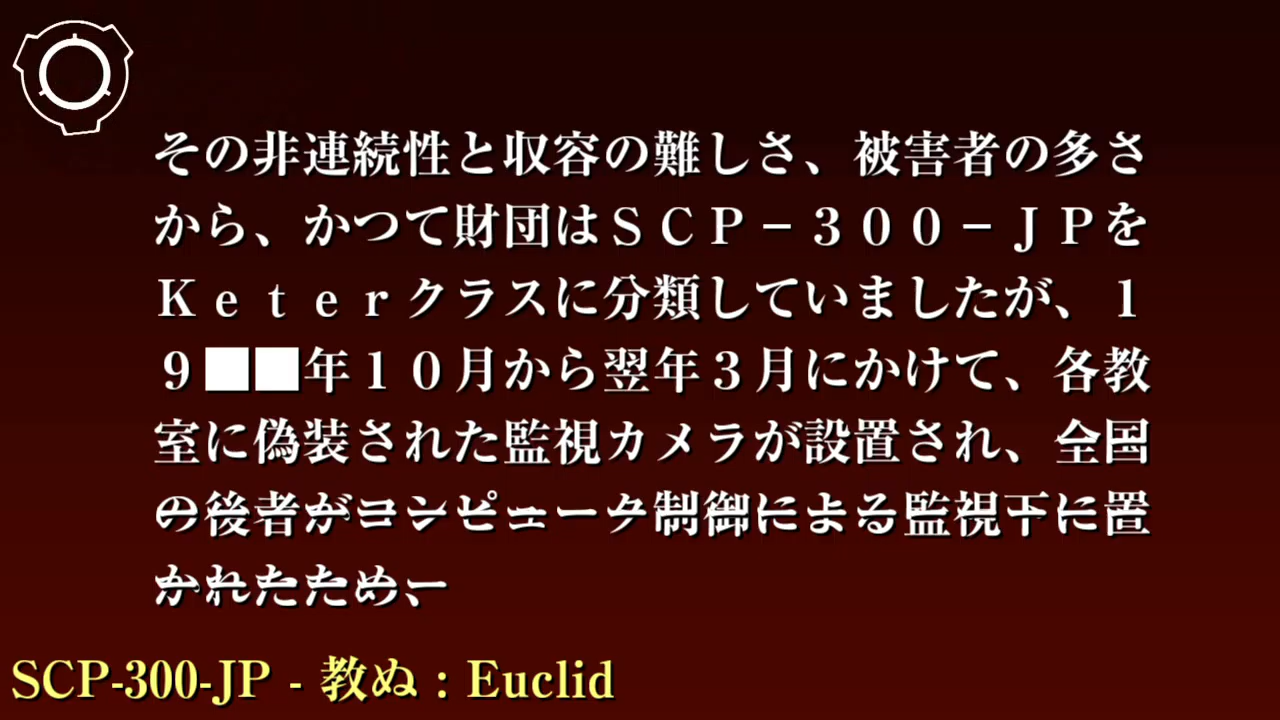 その非連続性と収容の難しさ、被害者の多さ
から、かつて財団はＳＣＰ－３００－ＪＰを
Ｋｅｔｅｒクラスに分類していましたが、１
９■■年１０月から翌年３月にかけて、各教
室に偽装された監視カメラが設置され、全国
の後者がコンピュータ制御による監視下に置
かれたため、
SCP-300-JP - 教ぬ : Euclid